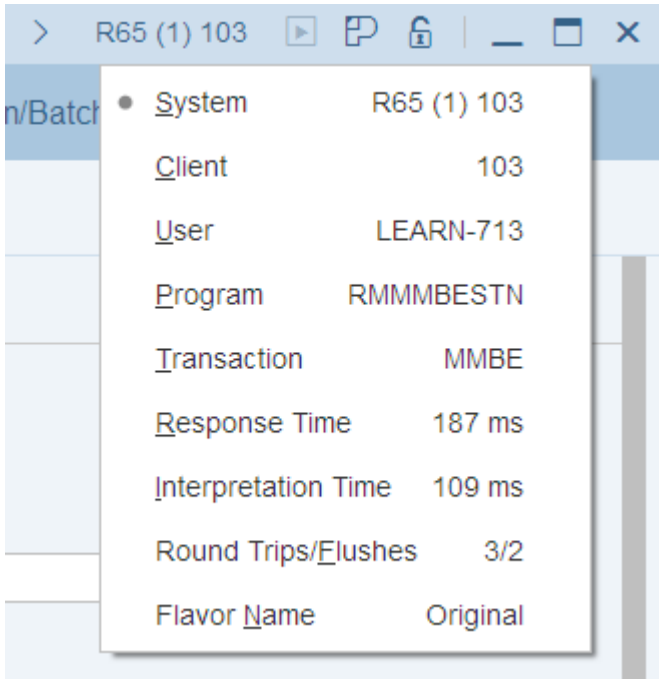 R65 (1) 103
n/Batch
System R65 (1) 103
Client 103
User LEARN-713
Program RMMMBESTN
Transaction MMBE
Response Time 187 ms
Interpretation Time 109 ms
Round Trips/Flushes 3/2
Flavor Name Original